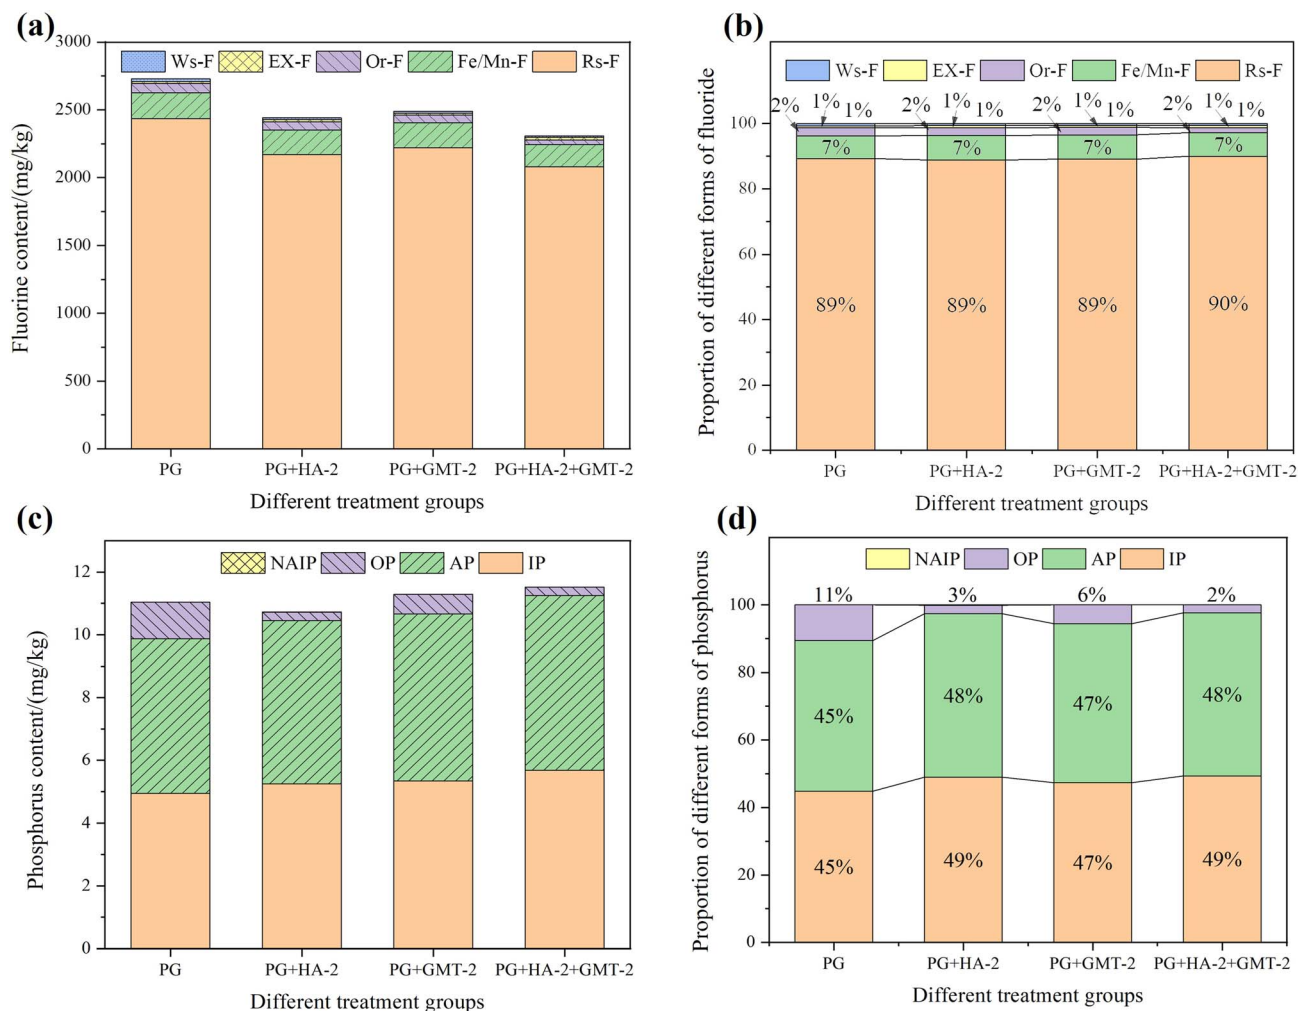 (a)
3000
2500
2000
1500
1000
500
0
Fluorine content/(mg/kg)
Ws-F EX-F Or-F Fe/Mn-F Rs-F
PG PG+HA-2 PG+GMT-2 PG+HA-2+GMT-2
Different treatment groups
(b)
120
100
80
60
40
20
0
Proportion of different forms of fluoride
Ws-F EX-F Or-F Fe/Mn-F Rs-F
2% 1% 1% 2% 1% 1% 2% 1% 1% 2% 1% 1%
7% 7% 7% 7%
89% 89% 89% 90%
PG PG+HA-2 PG+GMT-2 PG+HA-2+GMT-2
Different treatment groups
(c)
12
10
8
6
4
2
0
Phosphorus content/(mg/kg)
NAIP OP AP IP
PG PG+HA-2 PG+GMT-2 PG+HA-2+GMT-2
Different treatment groups
(d)
120
100
80
60
40
20
0
Proportion of different forms of phosphorus
NAIP OP AP IP
11% 3% 6% 2%
45% 48% 47% 48%
45% 49% 47% 49%
PG PG+HA-2 PG+GMT-2 PG+HA-2+GMT-2
Different treatment groups